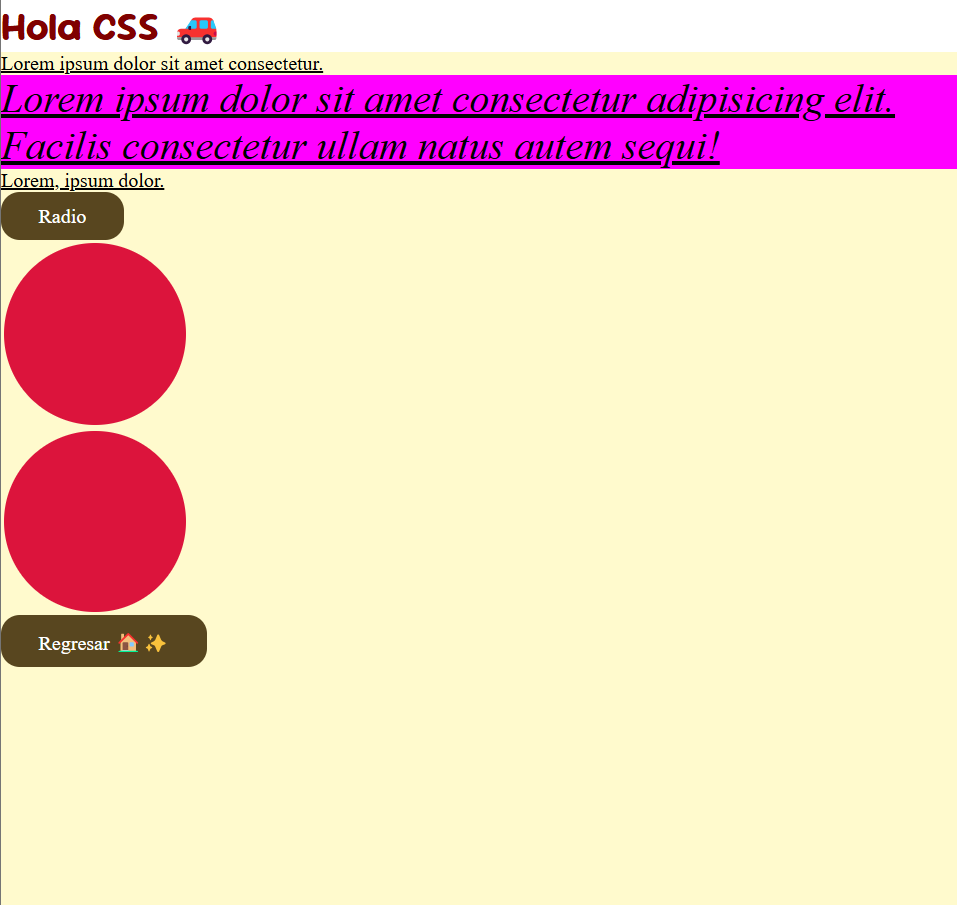 Hola CSS 🚗
Lorem ipsum dolor sit amet consectetur.
Lorem ipsum dolor sit amet consectetur adipisicing elit.
Facilis consectetur ullam natus autem sequi!
Lorem, ipsum dolor.
Radio
Regresar 🏠✨